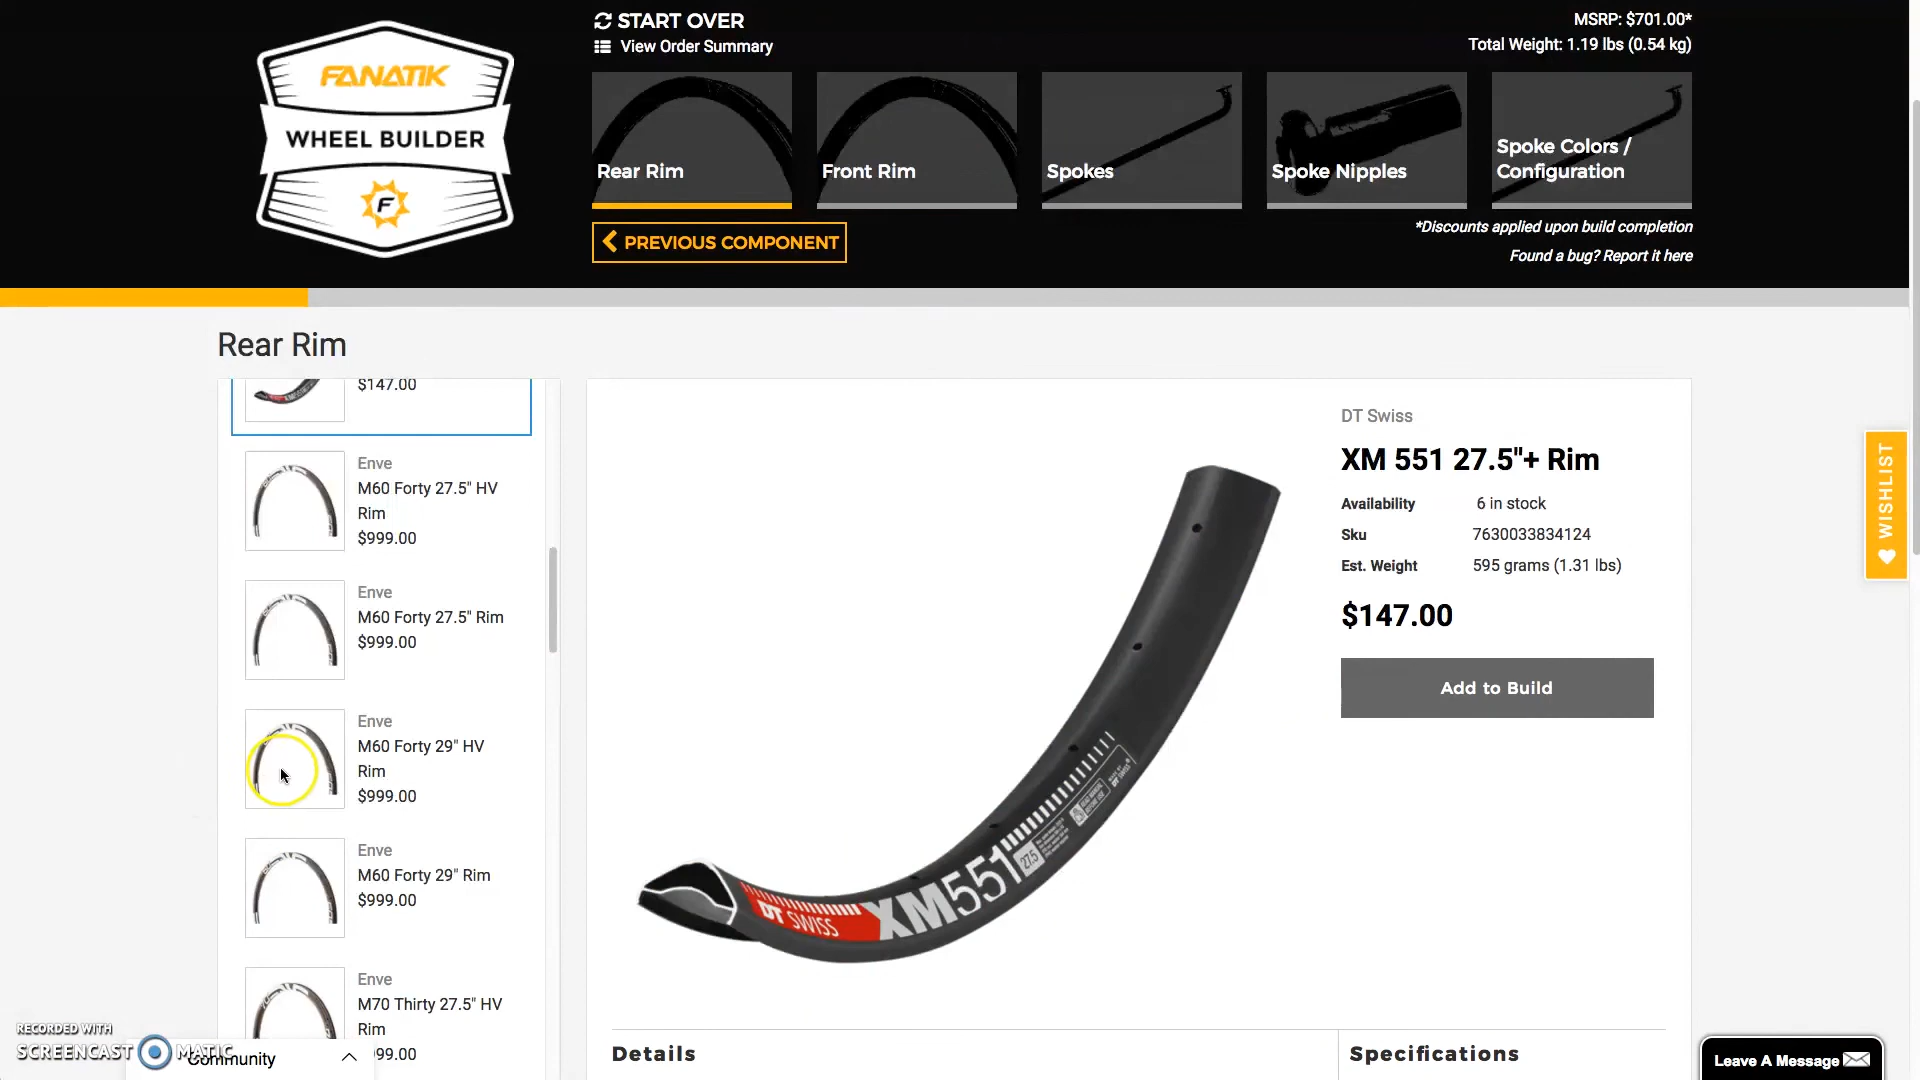 FANATIK
WHEEL BUILDER
F
START OVER
View Order Summary
MSRP: $701.00*
Total Weight: 1.19 lbs (0.54 kg)
Rear Rim
Front Rim
Spokes
Spoke Nipples
Spoke Colors /
Configuration
PREVIOUS COMPONENT
*Discounts applied upon build completion
Found a bug? Report it here
Rear Rim
$147.00
Enve
M60 Forty 27.5" HV
Rim
$999.00
Enve
M60 Forty 27.5" Rim
$999.00
Enve
M60 Forty 29" HV
Rim
$999.00
Enve
M60 Forty 29" Rim
$999.00
Enve
M70 Thirty 27.5" HV
Rim
99.00
DT SWISS XM551 27.5
DT Swiss
XM 551 27.5"+ Rim
Availability 6 in stock
Sku 7630033834124
Est. Weight 595 grams (1.31 lbs)
$147.00
Add to Build
WISHLIST
Details
Specifications
RECORDED WITH
SCREENCAST MATIC
Community
Leave A Message